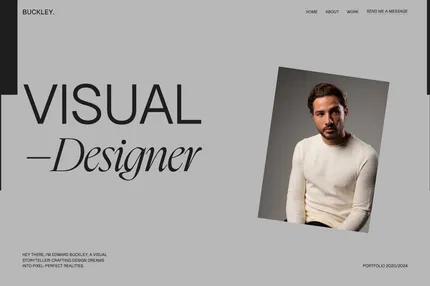 BUCKLEY.
HOME ABOUT WORK SEND ME A MESSAGE
VISUAL
–Designer
HEY THERE, I'M EDWARD BUCKLEY, A VISUAL
STORYTELLER CRAFTING DESIGN DREAMS
INTO PIXEL-PERFECT REALITIES.
PORTFOLIO 2020/2024